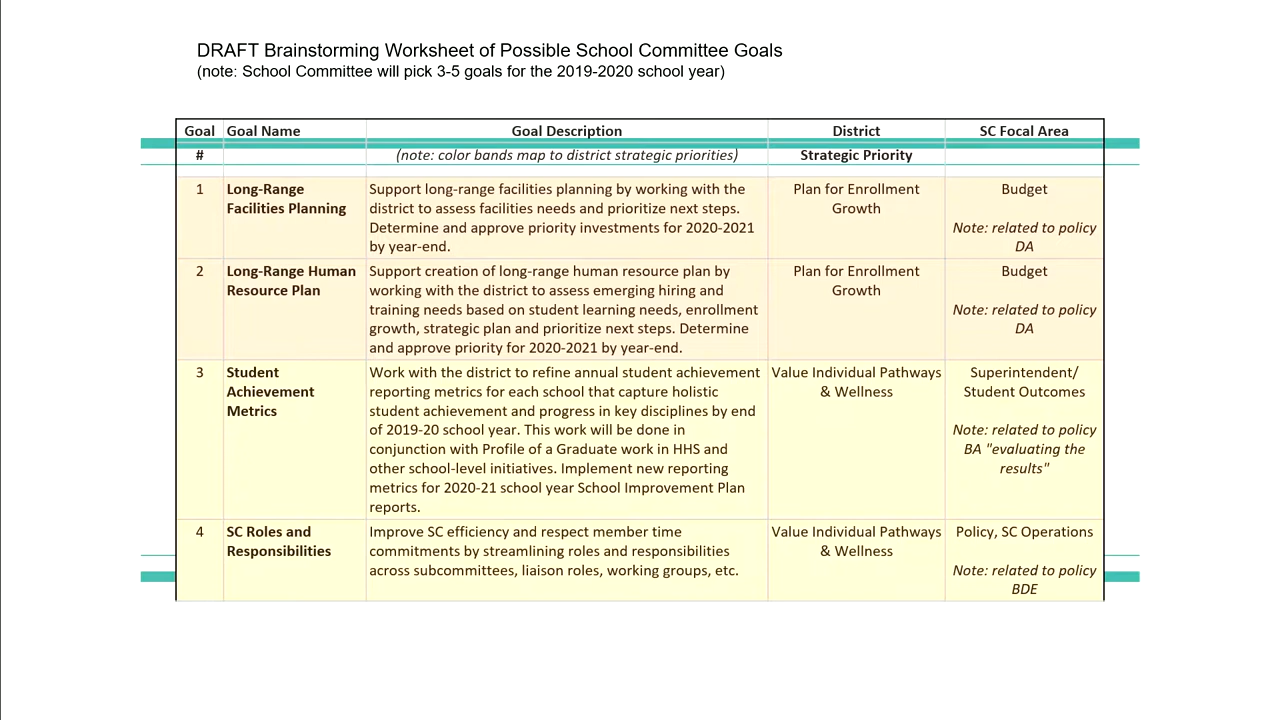 DRAFT Brainstorming Worksheet of Possible School Committee Goals
(note: School Committee will pick 3-5 goals for the 2019-2020 school year)
Goal Goal Name Goal Description District SC Focal Area
# (note: color bands map to district strategic priorities) Strategic Priority
1 Long-Range Support long-range facilities planning by working with the Plan for Enrollment Budget
Facilities Planning district to assess facilities needs and prioritize next steps. Growth
Determine and approve priority investments for 2020-2021 Note: related to policy
by year-end. DA
2 Long-Range Human Support creation of long-range human resource plan by Plan for Enrollment Budget
Resource Plan working with the district to assess emerging hiring and Growth
training needs based on student learning needs, enrollment Note: related to policy
growth, strategic plan and prioritize next steps. Determine DA
and approve priority for 2020-2021 by year-end.
3 Student Work with the district to refine annual student achievement Value Individual Pathways Superintendent/
Achievement reporting metrics for each school that capture holistic & Wellness Student Outcomes
Metrics student achievement and progress in key disciplines by end
of 2019-20 school year. This work will be done in Note: related to policy
conjunction with Profile of a Graduate work in HHS and BA "evaluating the
other school-level initiatives. Implement new reporting results"
metrics for 2020-21 school year School Improvement Plan
reports.
4 SC Roles and Improve SC efficiency and respect member time Value Individual Pathways Policy, SC Operations
Responsibilities commitments by streamlining roles and responsibilities & Wellness
across subcommittees, liaison roles, working groups, etc. Note: related to policy
BDE